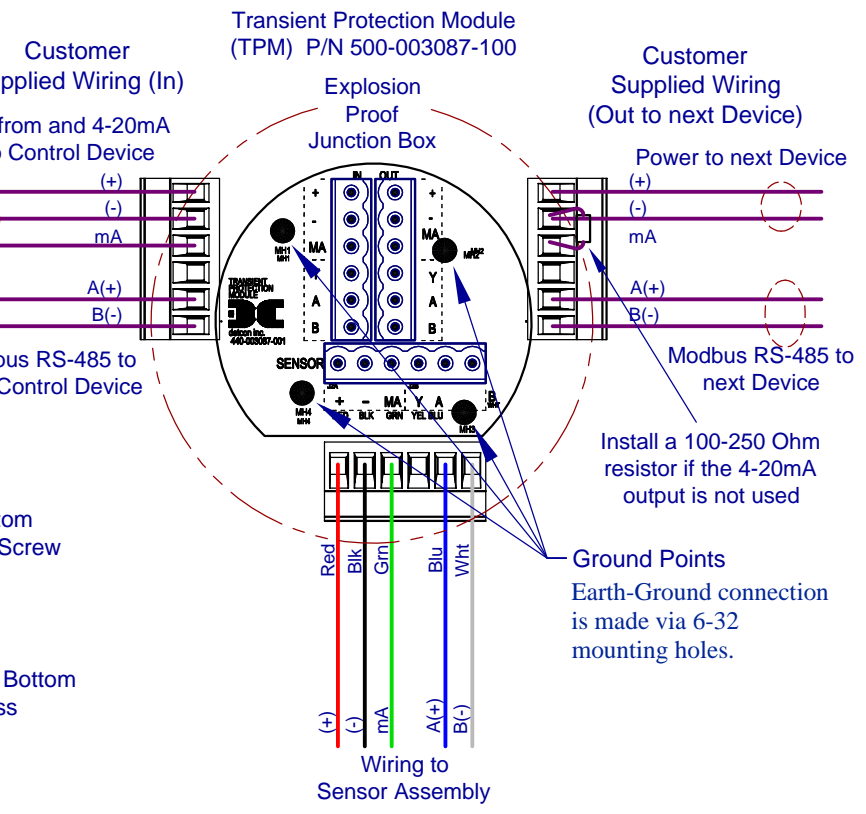 Transient Protection Module
(TPM) P/N 500-003087-100
Customer
pplied Wiring (In)
Explosion
Proof
Junction Box
Customer
Supplied Wiring
(Out to next Device)
from and 4-20mA
Control Device
Power to next Device
(+)
(-)
mA
A(+)
B(-)
(+)
(-)
mA
A(+)
B(-)
IN OUT
+ +
- -
MA MA
Y
A A
B B
MH1
MH1
MH2
MH2
TRANSIENT
PROTECTION
MODULE
detcon inc.
440-003087-001
SENSOR
+ - MA Y A B
BLK GRN YEL BLU
MH4
MH4
MH3
bus RS-485 to
Control Device
Modbus RS-485 to
next Device
Install a 100-250 Ohm
resistor if the 4-20mA
output is not used
om
Screw
Bottom
ss
Red
Blk
Grn
Blu
Wht
(+)
(-)
mA
A(+)
B(-)
Ground Points
Earth-Ground connection
is made via 6-32
mounting holes.
Wiring to
Sensor Assembly